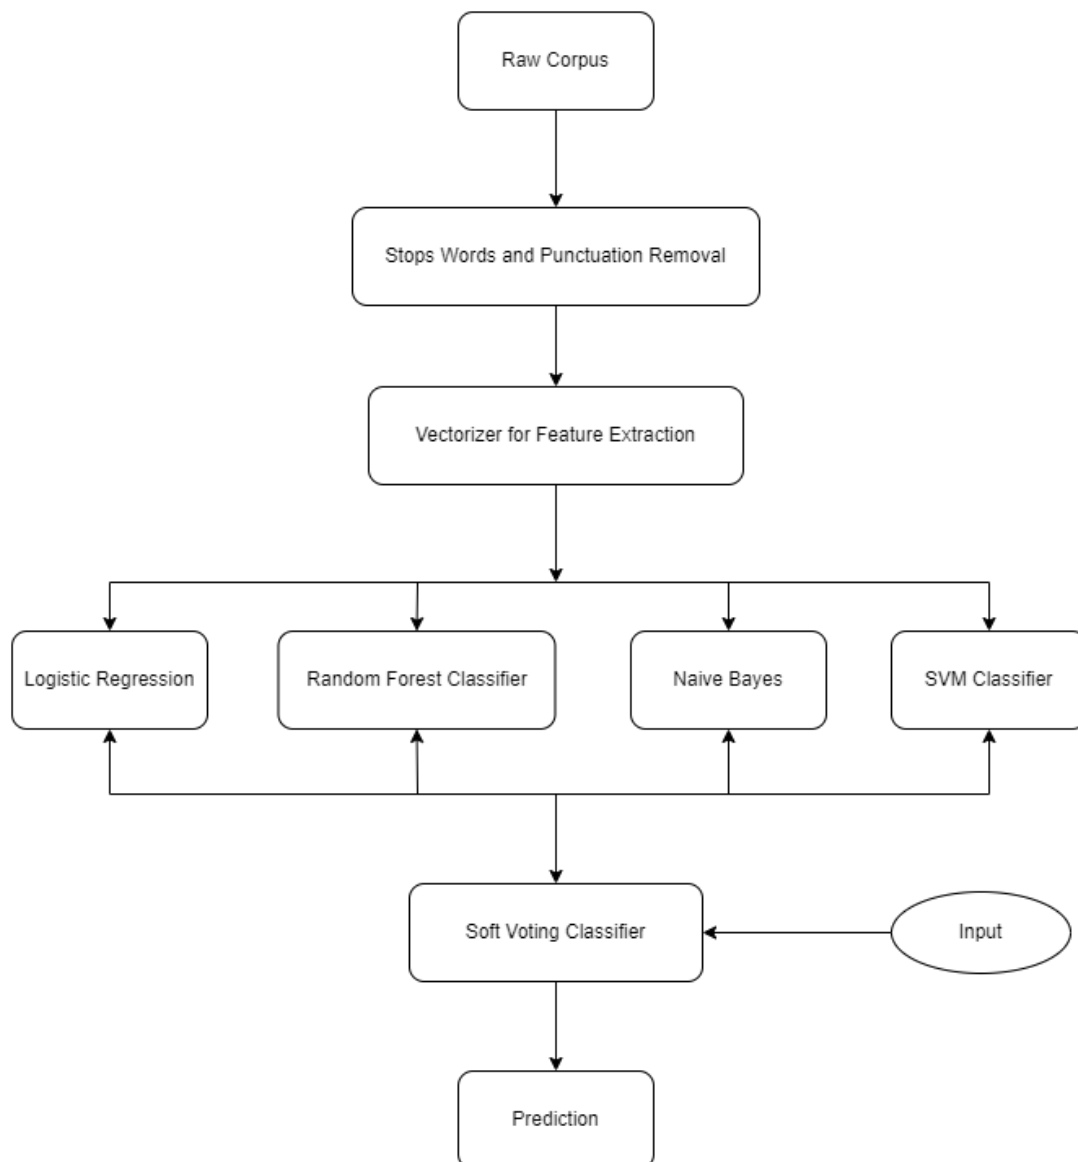 Raw Corpus
Stops Words and Punctuation Removal
Vectorizer for Feature Extraction
Logistic Regression
Random Forest Classifier
Naive Bayes
SVM Classifier
Soft Voting Classifier
Input
Prediction